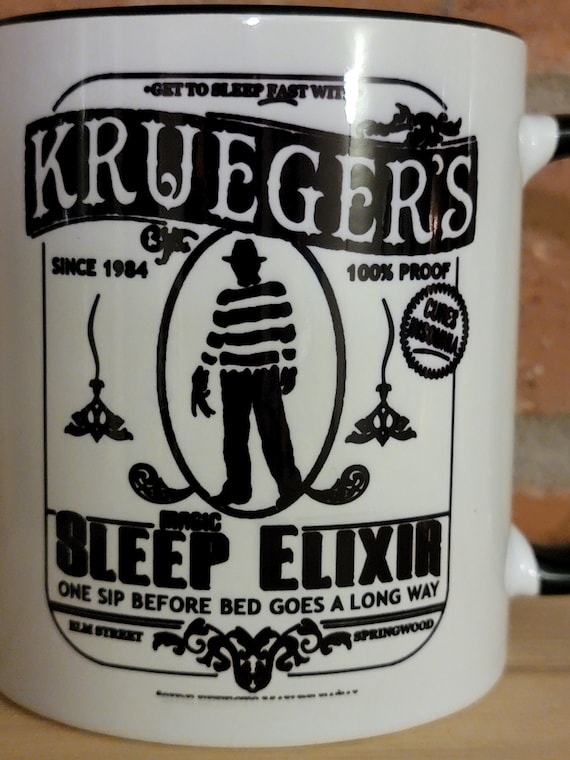 •GET TO SLEEP FAST WIT
KRUEGER'S
SINCE 1984
100% PROOF
CURES
INSOMNIA
MAGIC
SLEEP ELIXIR
ONE SIP BEFORE BED GOES A LONG WAY
ELM STREET
SPRINGWOOD